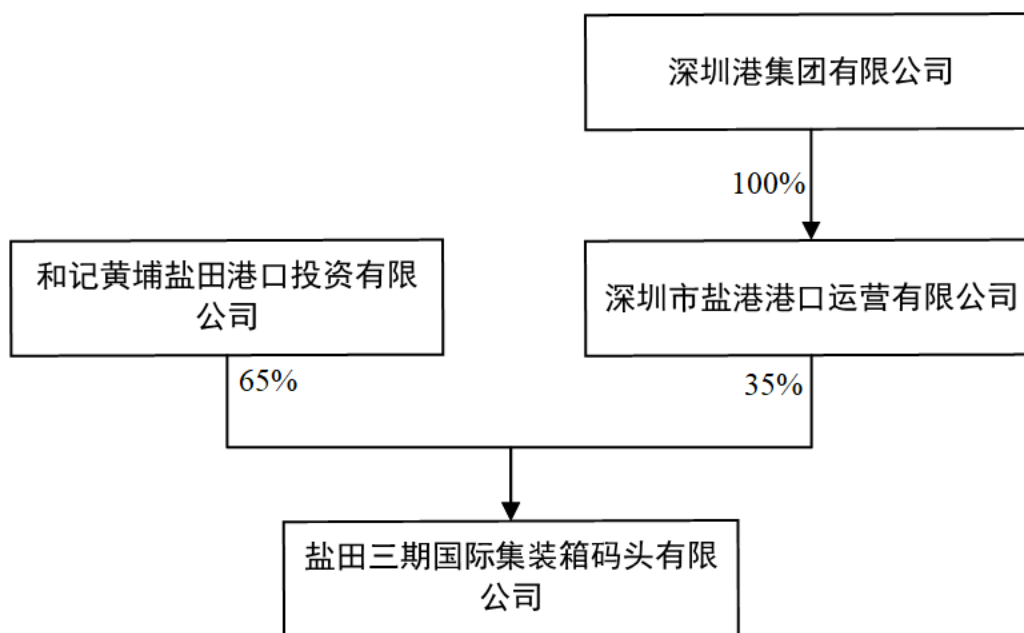 深圳港集团有限公司
100%
和记黄埔盐田港口投资有限
公司
深圳市盐港港口运营有限公司
65%
35%
盐田三期国际集装箱码头有限
公司